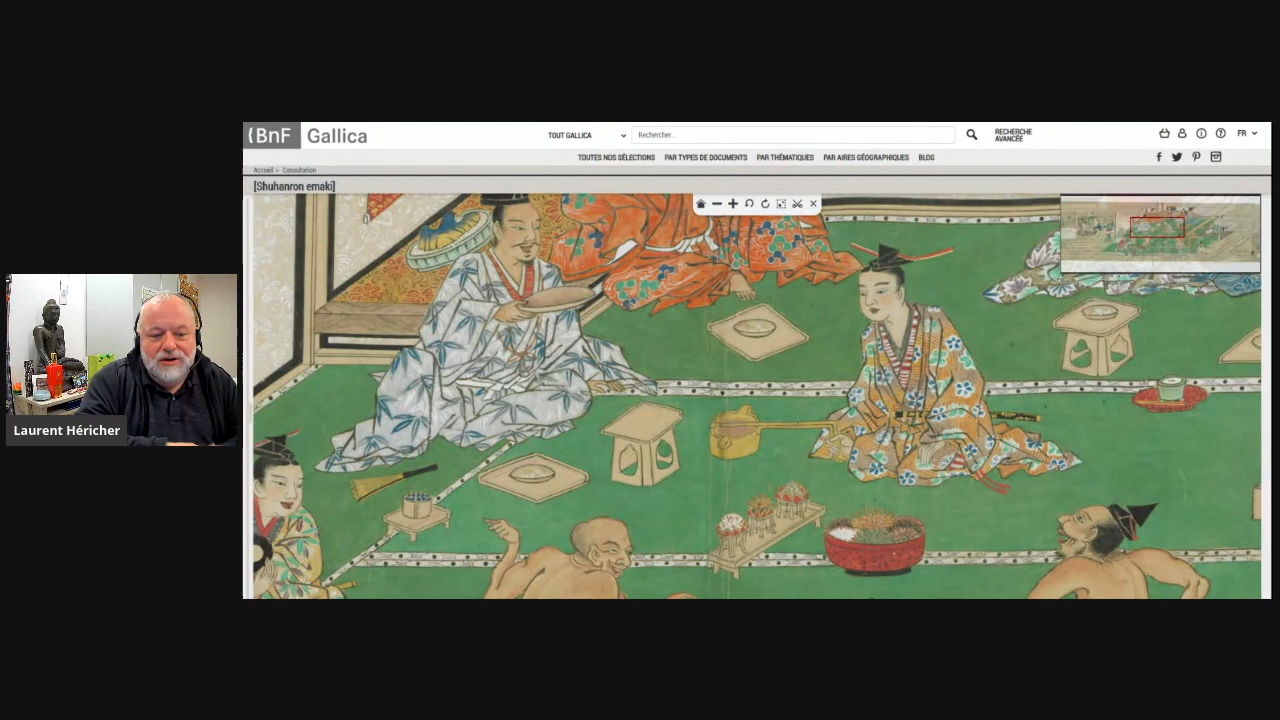 BnF Gallica
TOUT GALLICA
Rechercher...
RECHERCHE
AVANCÉE
FR
TOUTES NOS SÉLECTIONS PAR TYPES DE DOCUMENTS PAR THÉMATIQUES PAR AIRES GÉOGRAPHIQUES BLOG
Accueil > Consultation
[Shuhanron emaki]
Laurent Héricher